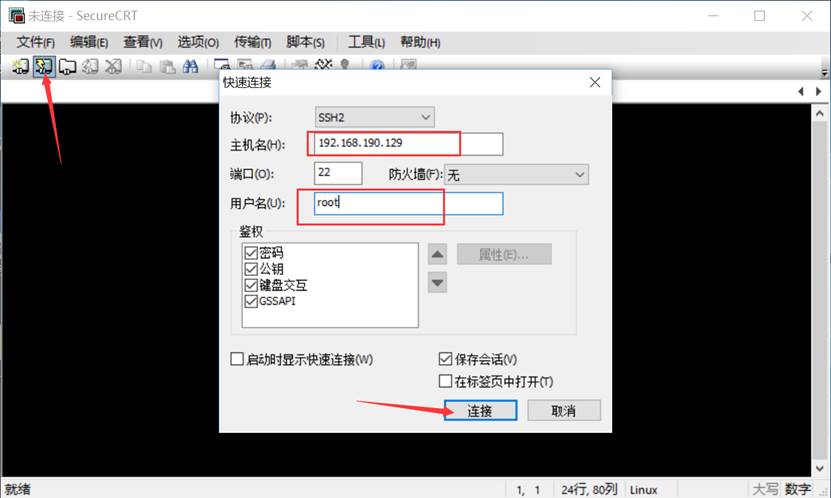 未连接 - SecureCRT
文件(F) 编辑(E) 查看(V) 选项(O) 传输(T) 脚本(S) 工具(L) 帮助(H)
快速连接
协议(P): SSH2
主机名(H): 192.168.190.129
端口(O): 22 防火墙(F): 无
用户名(U): root
鉴权
密码
公钥
键盘交互
GSSAPI
属性(E)...
启动时显示快速连接(W)
保存会话(V)
在标签页中打开(T)
连接 取消
就绪 1, 1 24行, 80列 Linux 大写 数字